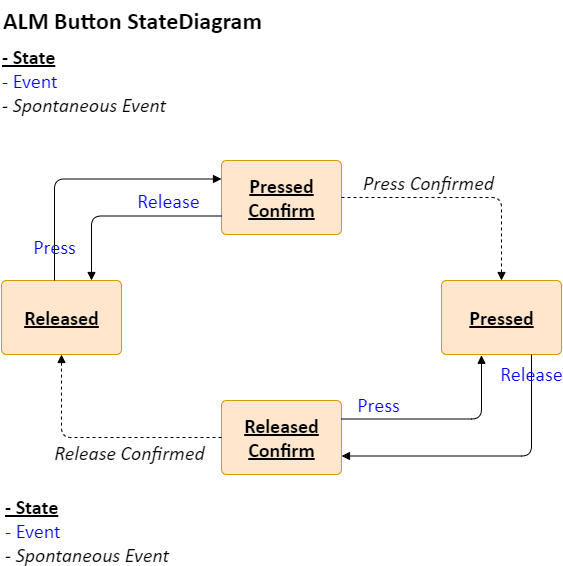 ALM Button StateDiagram
- State
- Event
- Spontaneous Event
Pressed
Confirm
Press Confirmed
Release
Press
Released
Pressed
Release
Press
Released
Confirm
Release Confirmed
- State
- Event
- Spontaneous Event